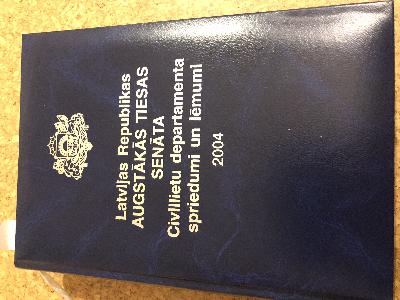 Latvijas Republikas
AUGSTĀKĀS TIESAS
SENĀTA
Civillietu departamenta
spriedumi un lēmumi
2004